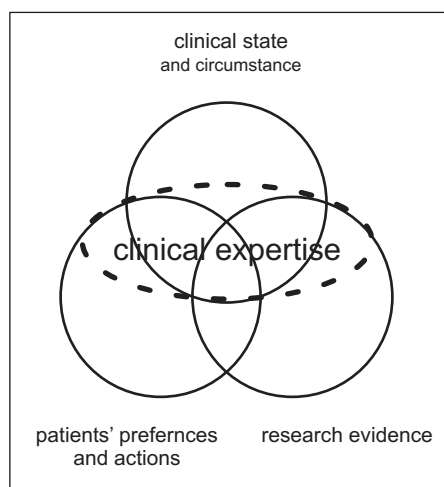 clinical state
and circumstance
clinical expertise
patients’ prefernces
and actions
research evidence